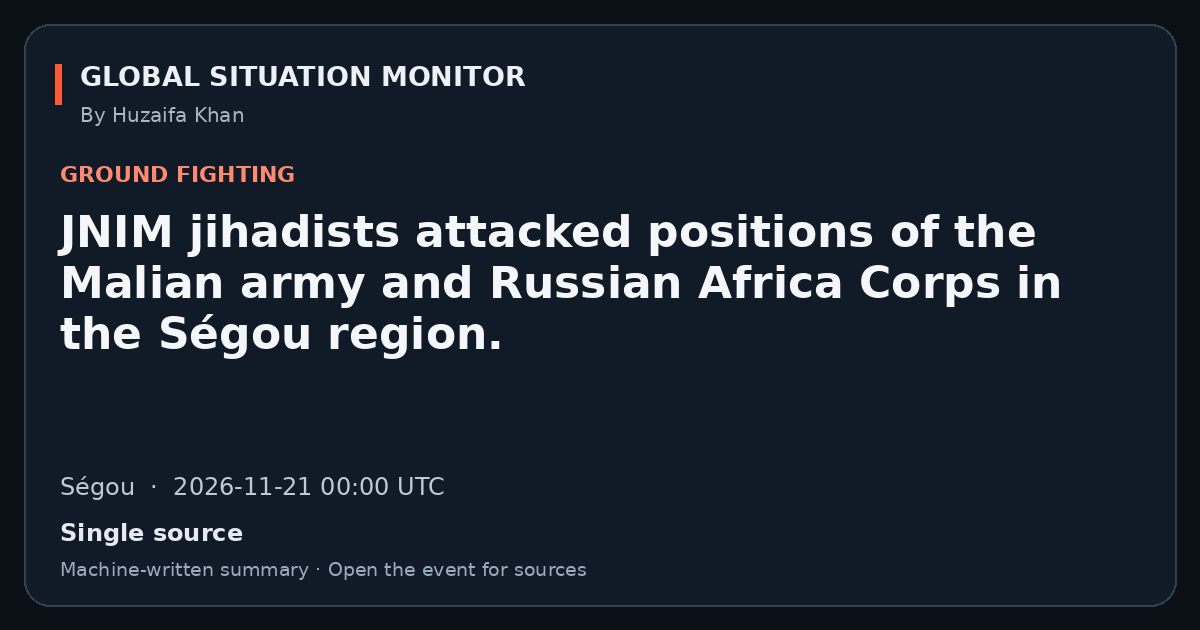 GLOBAL SITUATION MONITOR
By Huzaifa Khan
GROUND FIGHTING
JNIM jihadists attacked positions of the
Malian army and Russian Africa Corps in
the Ségou region.
Ségou · 2026-11-21 00:00 UTC
Single source
Machine-written summary · Open the event for sources